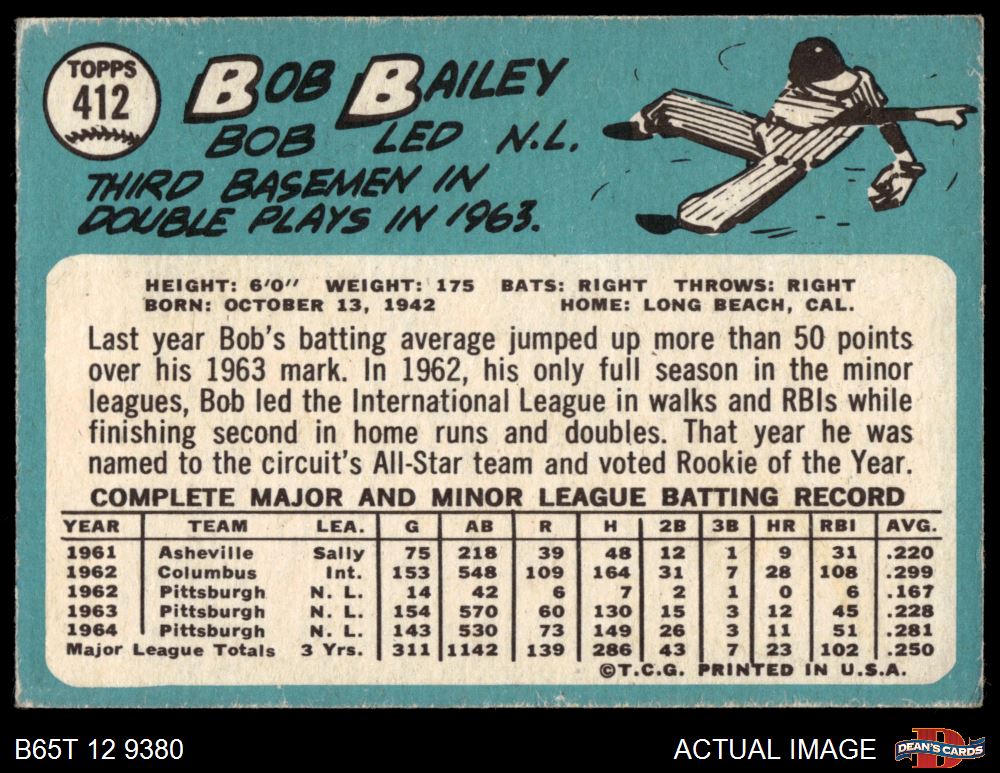 TOPPS
412
BOB BAILEY
BOB LED N.L.
THIRD BASEMEN IN
DOUBLE PLAYS IN 1963.
HEIGHT: 6'0" WEIGHT: 175 BATS: RIGHT THROWS: RIGHT
BORN: OCTOBER 13, 1942 HOME: LONG BEACH, CAL.
Last year Bob's batting average jumped up more than 50 points
over his 1963 mark. In 1962, his only full season in the minor
leagues, Bob led the International League in walks and RBIs while
finishing second in home runs and doubles. That year he was
named to the circuit's All-Star team and voted Rookie of the Year.
COMPLETE MAJOR AND MINOR LEAGUE BATTING RECORD
YEAR TEAM LEA. G AB R H 2B 3B HR RBI AVG.
1961 Asheville Sally 75 218 39 48 12 1 9 31 .220
1962 Columbus Int. 153 548 109 164 31 7 28 108 .299
1962 Pittsburgh N. L. 14 42 6 7 2 1 0 6 .167
1963 Pittsburgh N. L. 154 570 60 130 15 3 12 45 .228
1964 Pittsburgh N. L. 143 530 73 149 26 3 11 51 .281
Major League Totals 3 Yrs. 311 1142 139 286 43 7 23 102 .250
©T.C.G. PRINTED IN U.S.A.
B65T 12 9380 ACTUAL IMAGE DEAN'S CARDS